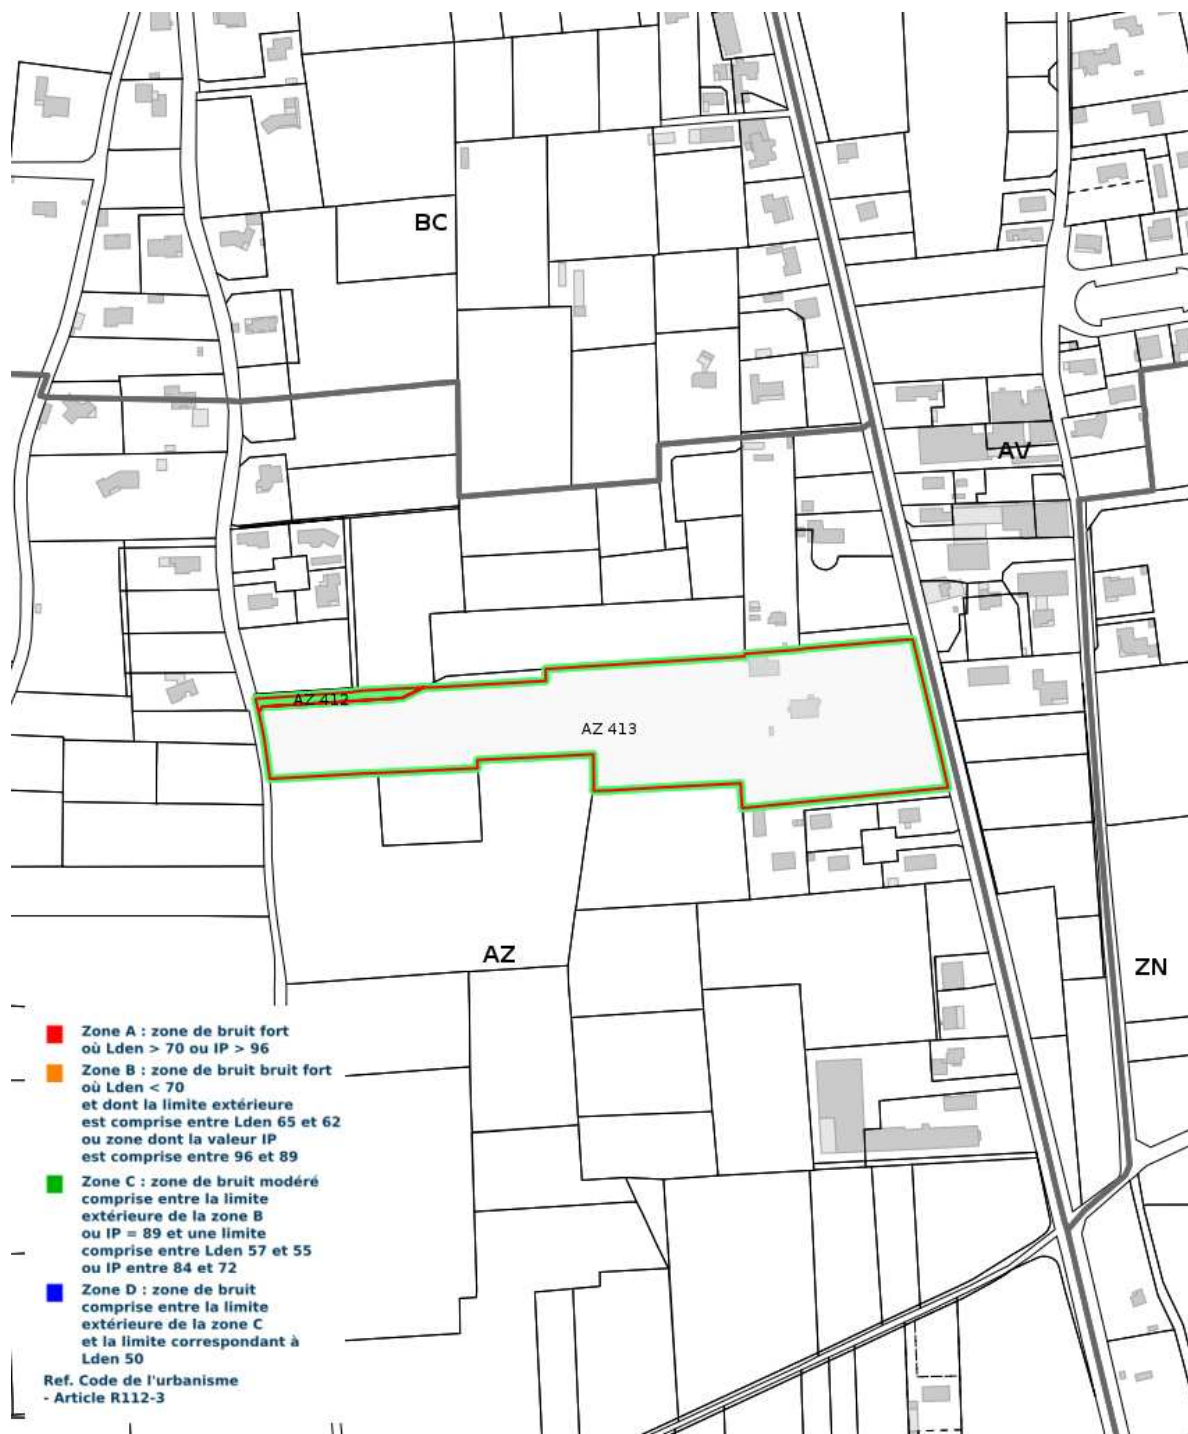 BC
AV
AZ 412
AZ 413
AZ
ZN
Zone A : zone de bruit fort
où Lden > 70 ou IP > 96
Zone B : zone de bruit bruit fort
où Lden < 70
et dont la limite extérieure
est comprise entre Lden 65 et 62
ou zone dont la valeur IP
est comprise entre 96 et 89
Zone C : zone de bruit modéré
comprise entre la limite
extérieure de la zone B
ou IP = 89 et une limite
comprise entre Lden 57 et 55
ou IP entre 84 et 72
Zone D : zone de bruit
comprise entre la limite
extérieure de la zone C
et la limite correspondant à
Lden 50
Ref. Code de l'urbanisme
- Article R112-3